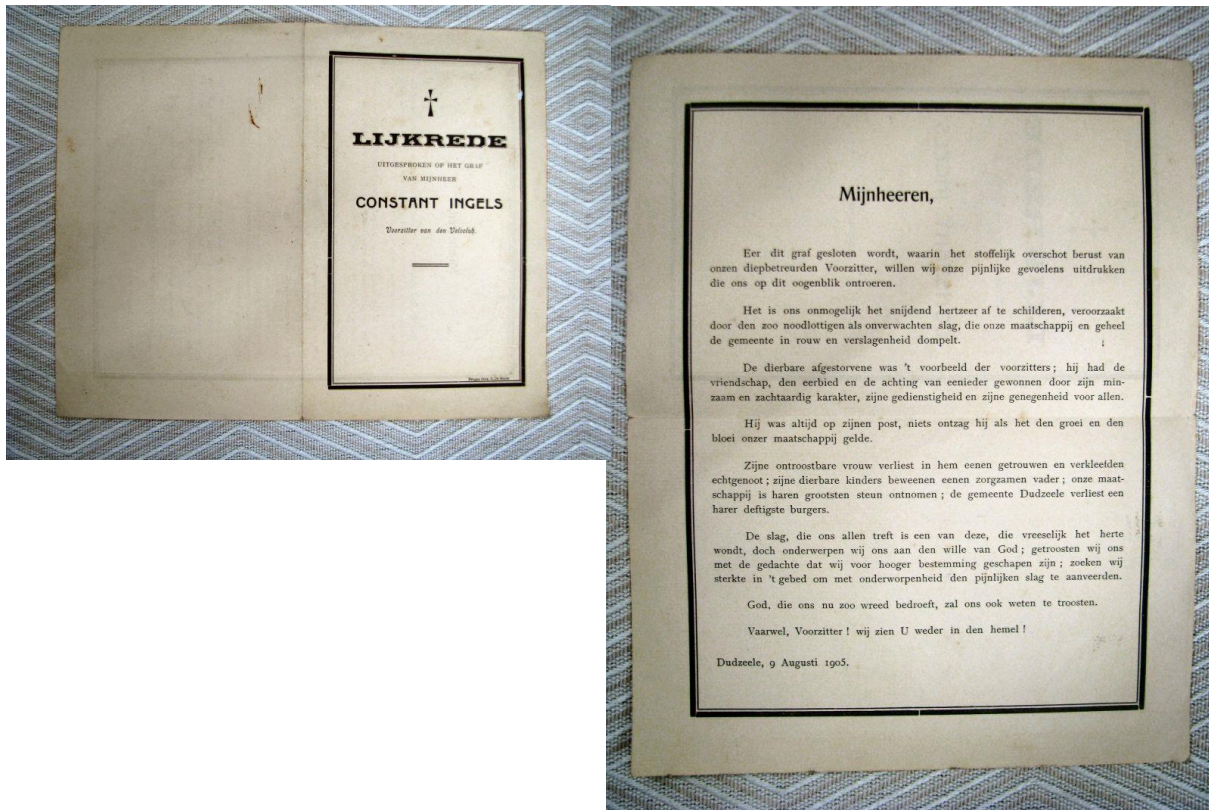 LIJKREDE
UITGESPROKEN OP HET GRAF
VAN MIJNHEER
CONSTANT INGELS
Voorzitter van den Veloclub.
Mijnheeren,
Eer dit graf gesloten wordt, waarin het stoffelijk overschot berust van
onzen diepbetreurden Voorzitter, willen wij onze pijnlijke gevoelens uitdrukken
die ons op dit oogenblik ontroeren.
Het is ons onmogelijk het snijdend hertzeer af te schilderen, veroorzaakt
door den zoo noodlottigen als onverwachten slag, die onze maatschappij en geheel
de gemeente in rouw en verslagenheid dompelt.
De dierbare afgestorvene was 't voorbeeld der voorzitters ; hij had de
vriendschap, den eerbied en de achting van eenieder gewonnen door zijn min-
zaam en zachtaardig karakter, zijne gedienstigheid en zijne genegenheid voor allen.
Hij was altijd op zijnen post, niets ontzag hij als het den groei en den
bloei onzer maatschappij gelde.
Zijne ontroostbare vrouw verliest in hem eenen getrouwen en verkleefden
echtgenoot ; zijne dierbare kinders beweenen eenen zorgzamen vader ; onze maat-
schappij is haren grootsten steun ontnomen ; de gemeente Dudzeele verliest een
harer deftigste burgers.
De slag, die ons allen treft is een van deze, die vreeselijk het herte
wondt, doch onderwerpen wij ons aan den wille van God ; getroosten wij ons
met de gedachte dat wij voor hooger bestemming geschapen zijn ; zoeken wij
sterkte in 't gebed om met onderworpenheid den pijnlijken slag te aanveerden.
God, die ons nu zoo wreed bedroeft, zal ons ook weten te troosten.
Vaarwel, Voorzitter ! wij zien U weder in den hemel !
Dudzeele, 9 Augusti 1905.